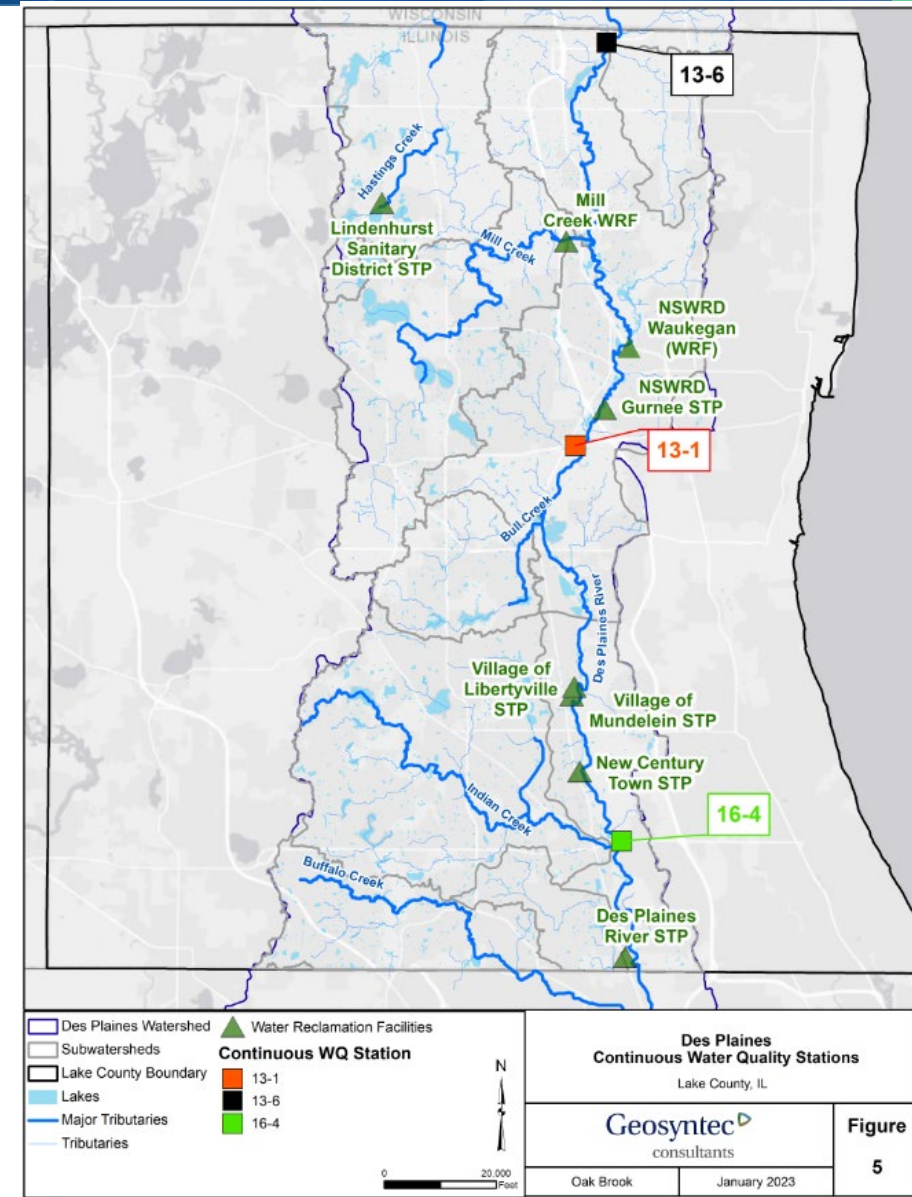 WISCONSIN
ILLINOIS
13-6
Hastings Creek
Lindenhurst
Sanitary
District STP
Mill
Creek WRF
Mill Creek
NSWRD
Waukegan
(WRF)
NSWRD
Gurnee STP
13-1
Bull Creek
Des Plaines River
Village of
Libertyville
STP
Village of
Mundelein STP
New Century
Town STP
Indian Creek
16-4
Buffalo Creek
Des Plaines
River STP
Des Plaines Watershed
Subwatersheds
Lake County Boundary
Lakes
Major Tributaries
Tributaries
Water Reclamation Facilities
Continuous WQ Station
13-1
13-6
16-4
N
0 20,000
Feet
Des Plaines
Continuous Water Quality Stations
Lake County, IL
Geosyntec
consultants
Oak Brook
January 2023
Figure
5